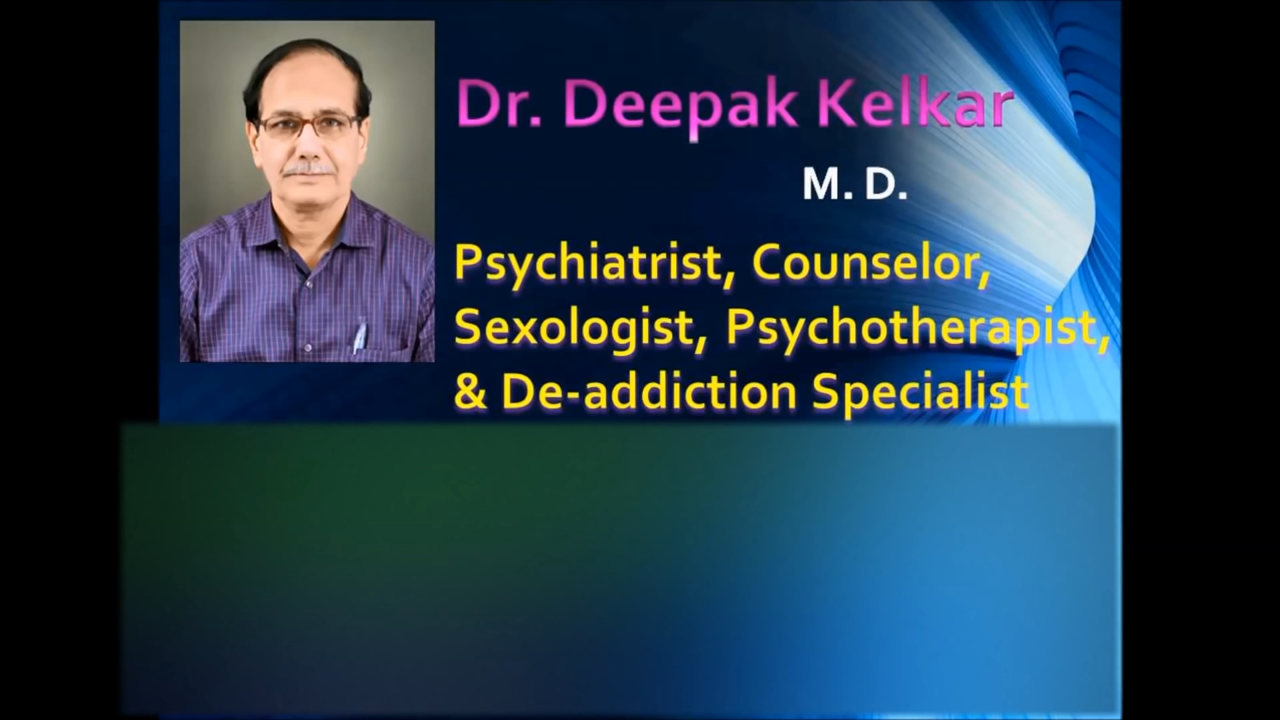 Dr. Deepak Kelkar
M. D.
Psychiatrist, Counselor,
Sexologist, Psychotherapist,
& De-addiction Specialist